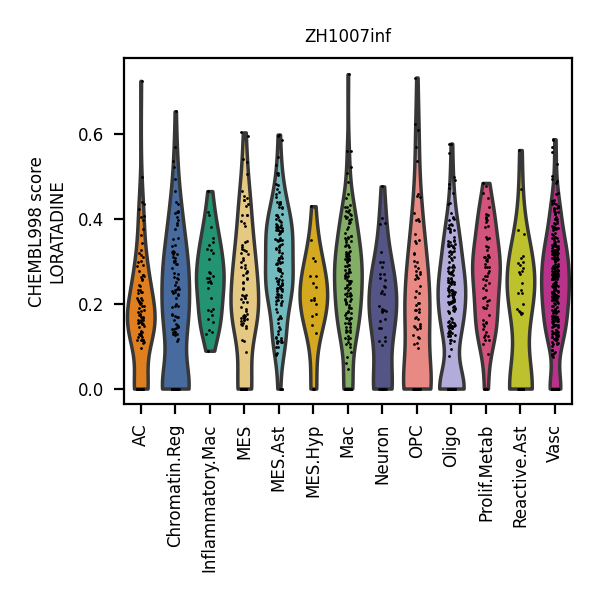 ZH1007inf
CHEMBL998 score
LORATADINE
0.6
0.4
0.2
0.0
AC
Chromatin.Reg
Inflammatory.Mac
MES
MES.Ast
MES.Hyp
Mac
Neuron
OPC
Oligo
Prolif.Metab
Reactive.Ast
Vasc